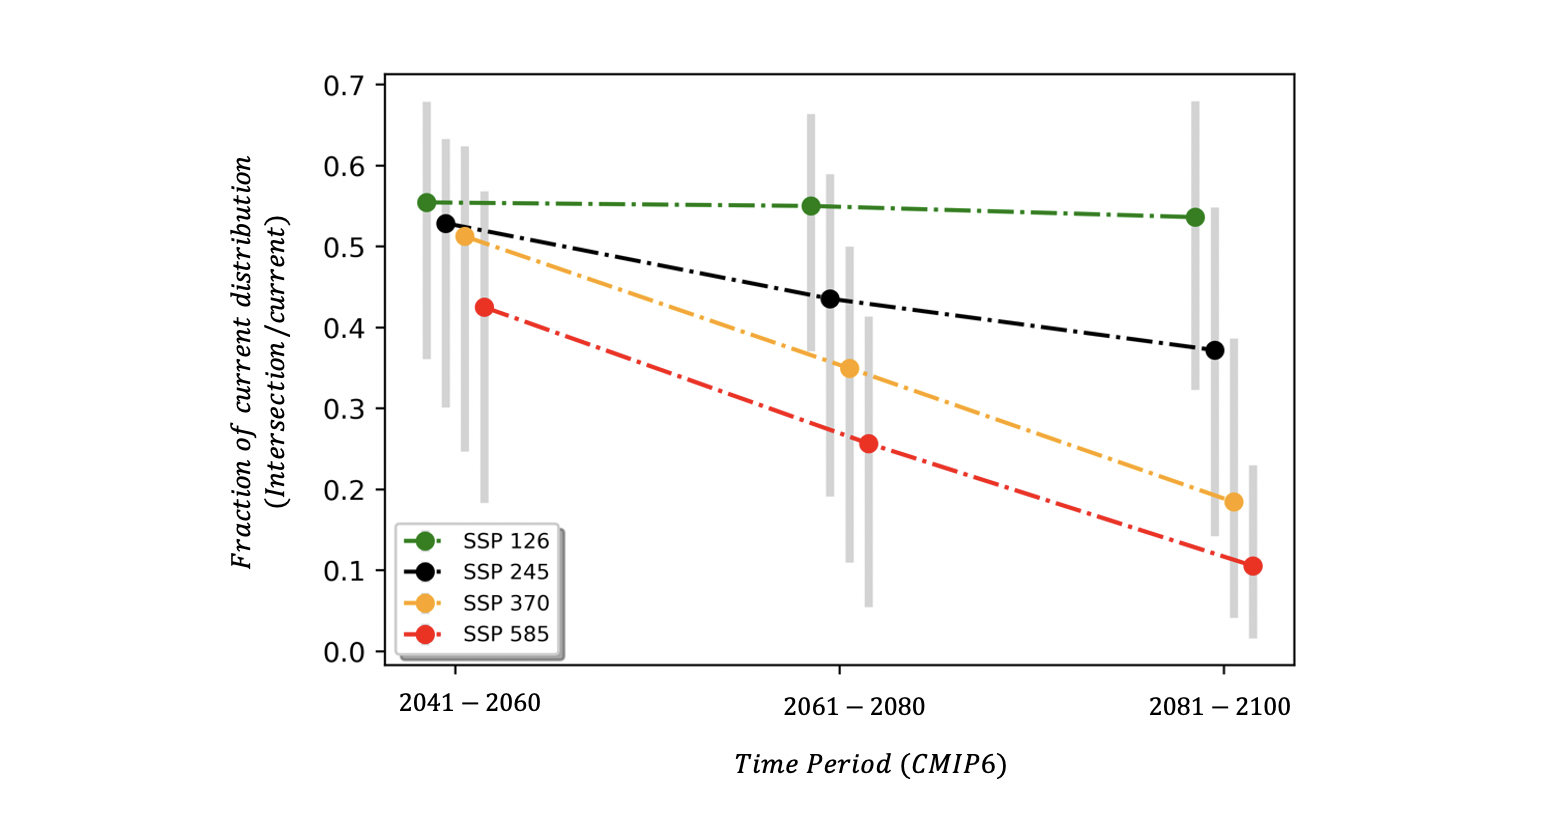 Fraction of current distribution
(Intersection/current)
0.7
0.6
0.5
0.4
0.3
0.2
0.1
0.0
SSP 126
SSP 245
SSP 370
SSP 585
2041 – 2060
2061 – 2080
2081 – 2100
Time Period (CMIP6)